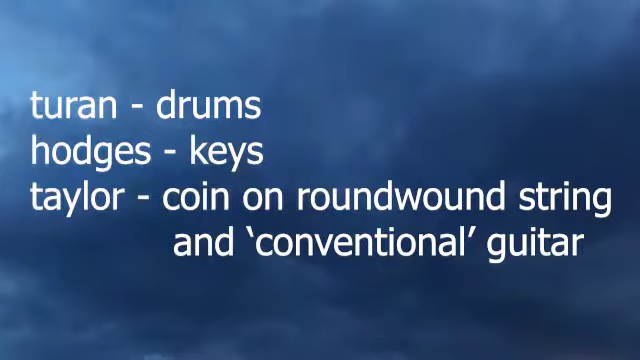 turan - drums
hodges - keys
taylor - coin on roundwound string
and ‘conventional’ guitar